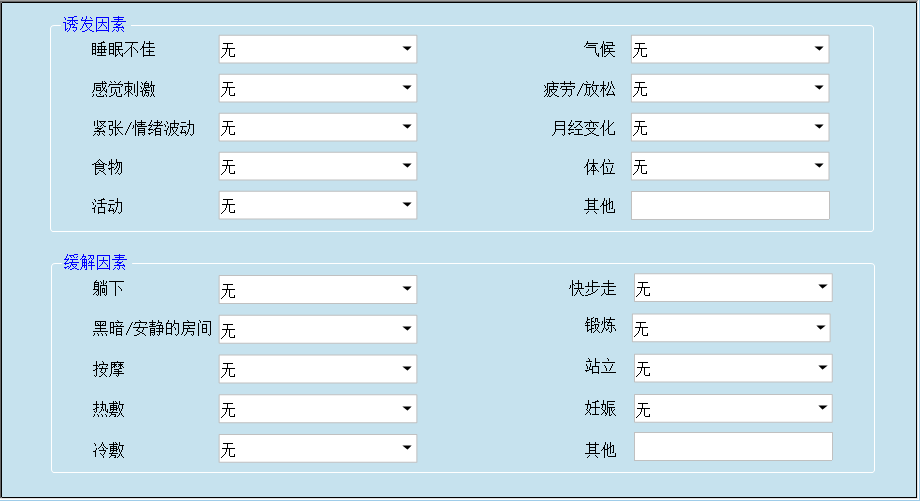 诱发因素
睡眠不佳 无 气候 无
感觉刺激 无 疲劳/放松 无
紧张/情绪波动 无 月经变化 无
食物 无 体位 无
活动 无 其他
缓解因素
躺下 无 快步走 无
黑暗/安静的房间 无 锻炼 无
按摩 无 站立 无
热敷 无 妊娠 无
冷敷 无 其他